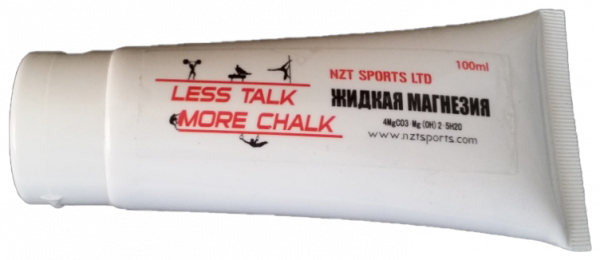 LESS TALK
MORE CHALK
NZT SPORTS LTD
100ml
ЖИДКАЯ МАГНЕЗИЯ
4MgCO3·Mg(OH)2·5H2O
www.nztsports.com